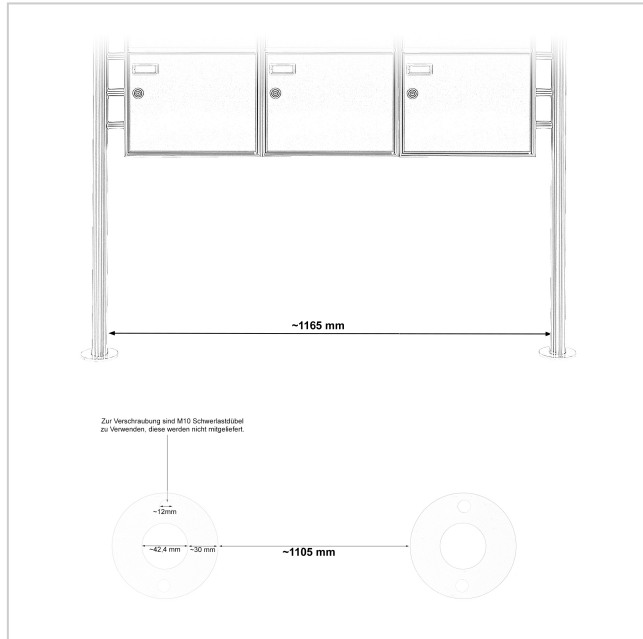 ~1165 mm
Zur Verschraubung sind M10 Schwerlastdübel
zu Verwenden, diese werden nicht mitgeliefert.
~12mm
~42,4 mm
~30 mm
~1105 mm